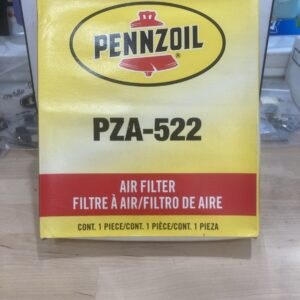 PENNZOIL
PZA-522
AIR FILTER
FILTRE À AIR/FILTRO DE AIRE
CONT. 1 PIECE/CONT. 1 PIÈCE/CONT. 1 PIEZA